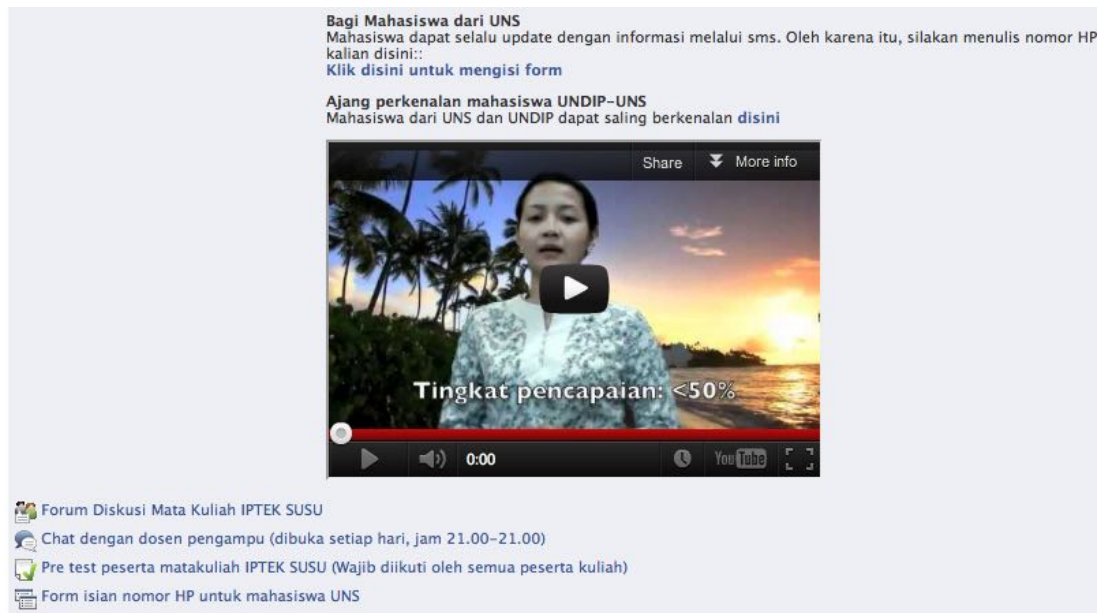 Bagi Mahasiswa dari UNS
Mahasiswa dapat selalu update dengan informasi melalui sms. Oleh karena itu, silakan menulis nomor HP
kalian disini::
Klik disini untuk mengisi form
Ajang perkenalan mahasiswa UNDIP-UNS
Mahasiswa dari UNS dan UNDIP dapat saling berkenalan disini
Share More info
Tingkat pencapaian: <50%
0:00 YouTube
Forum Diskusi Mata Kuliah IPTEK SUSU
Chat dengan dosen pengampu (dibuka setiap hari, jam 21.00-21.00)
Pre test peserta matakuliah IPTEK SUSU (Wajib diikuti oleh semua peserta kuliah)
Form isian nomor HP untuk mahasiswa UNS